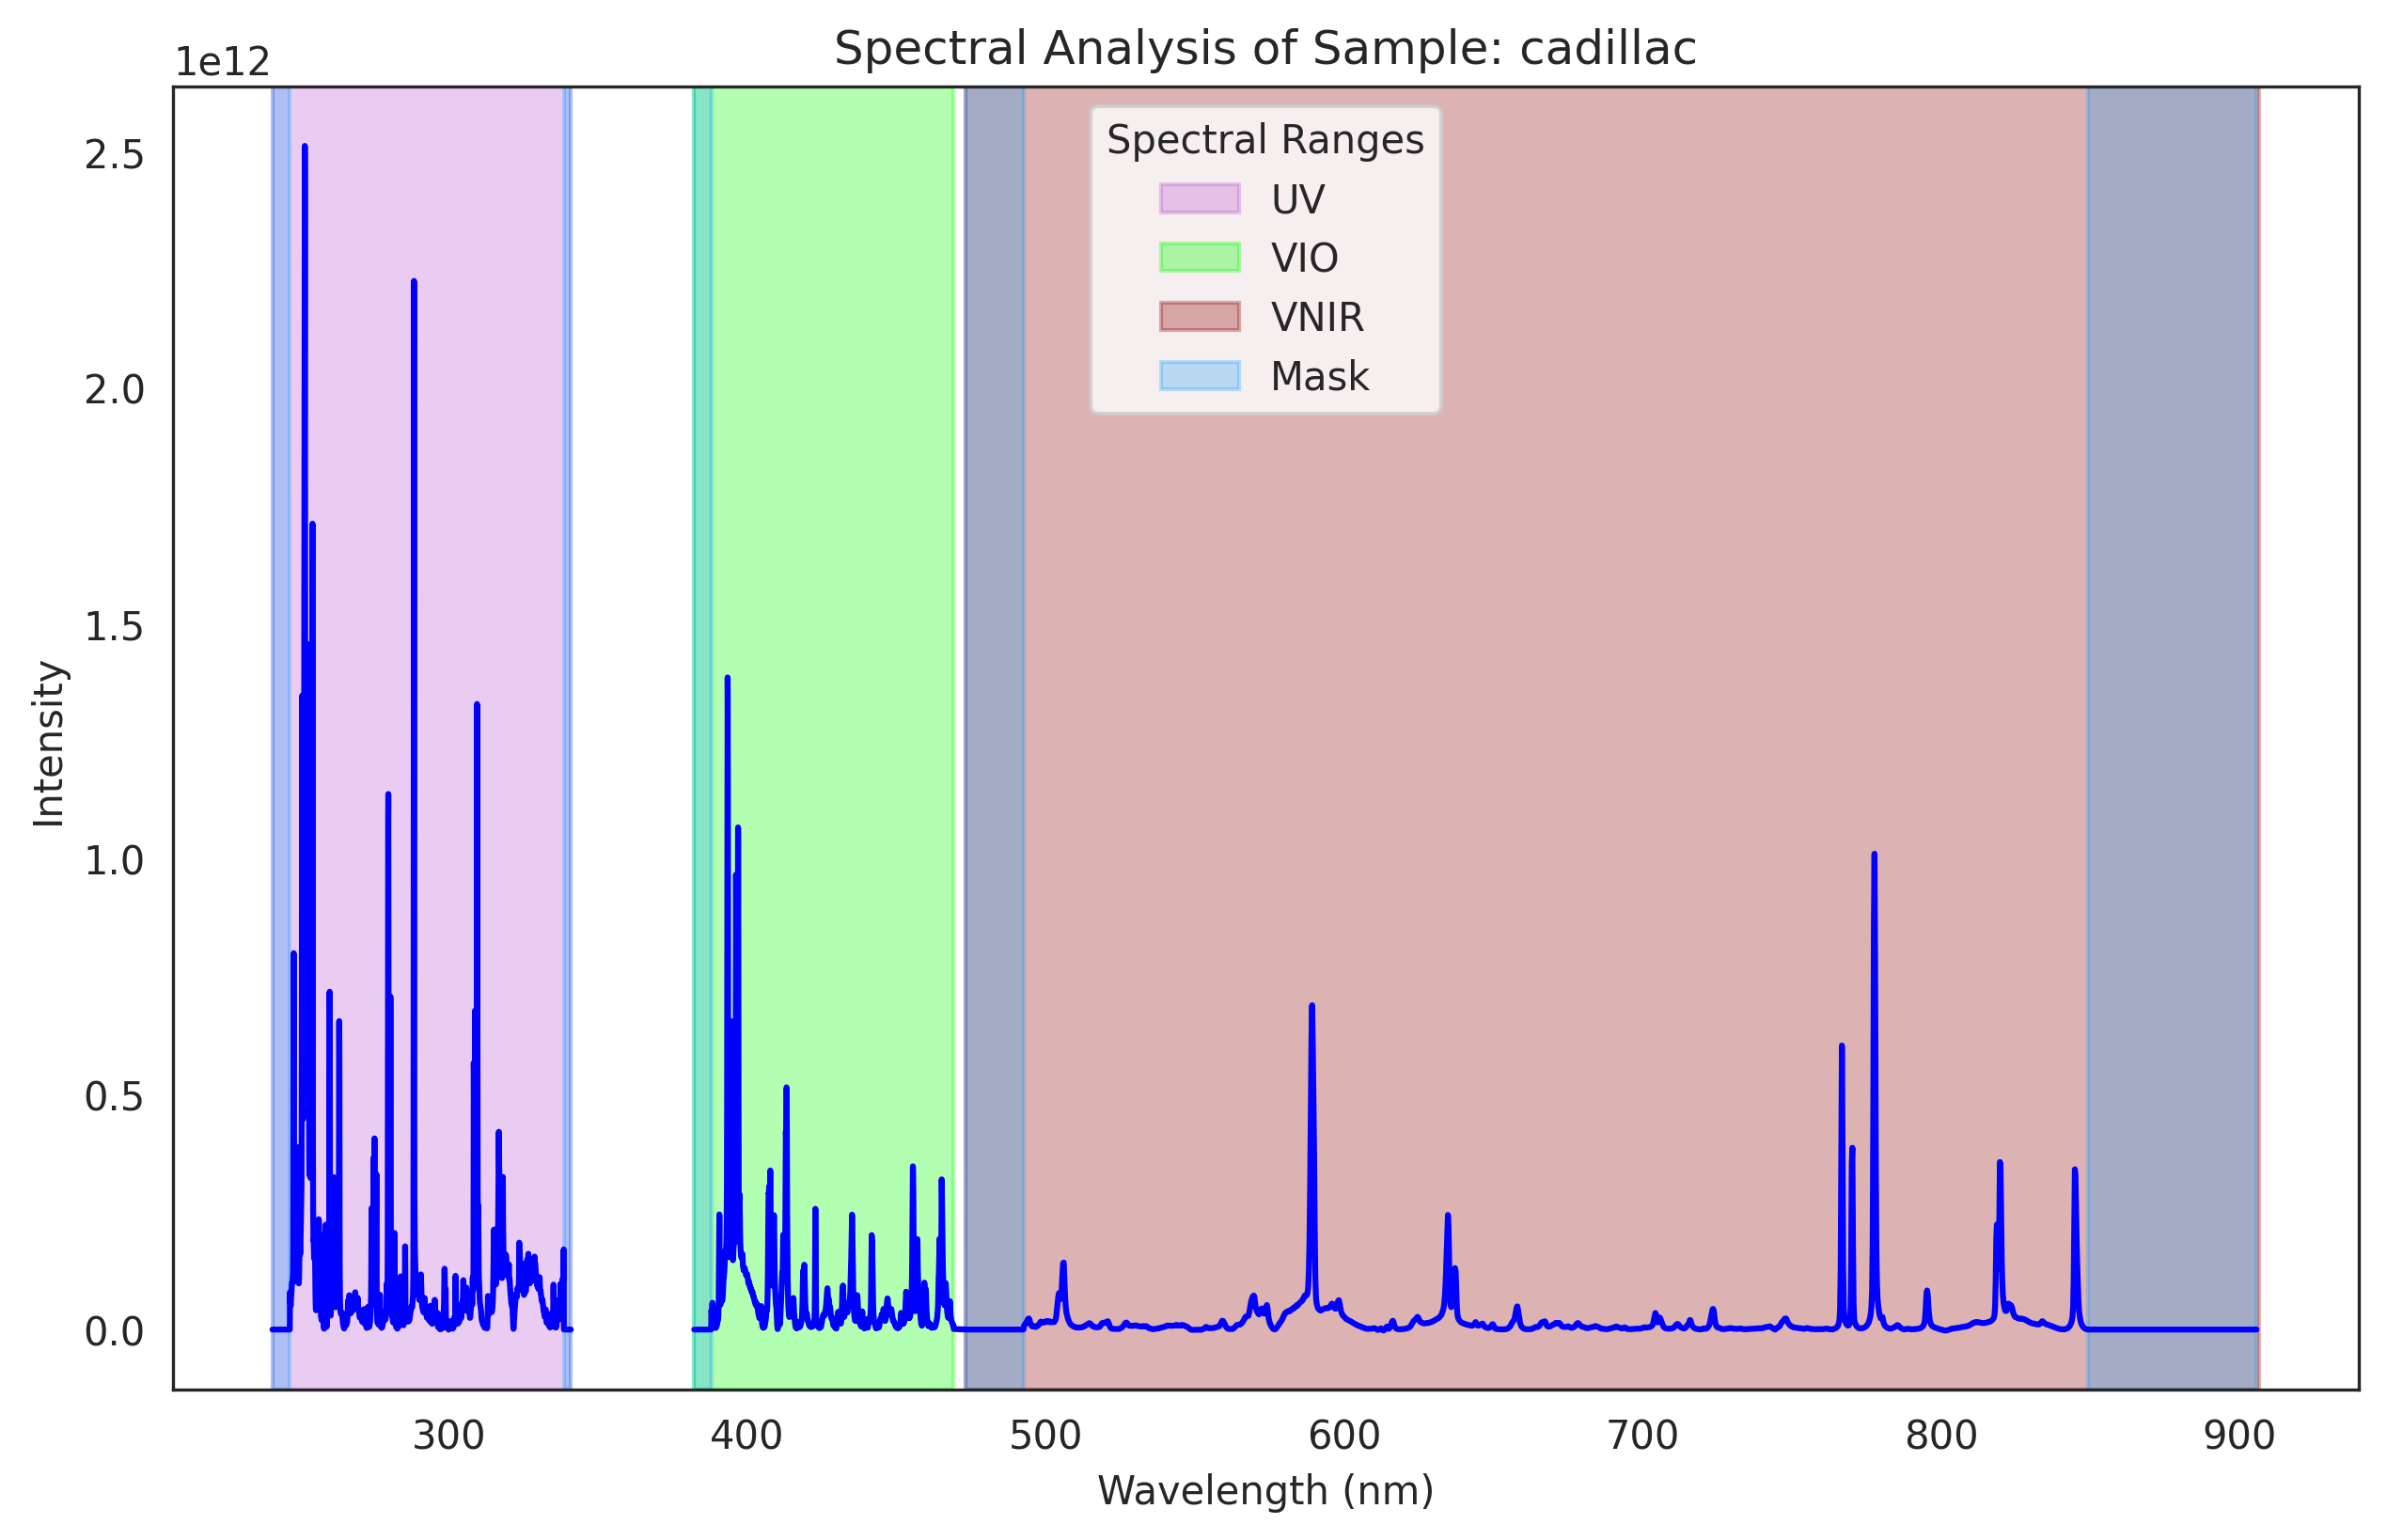 Spectral Analysis of Sample: cadillac
1e12
Spectral Ranges
UV
VIO
VNIR
Mask
2.5
2.0
1.5
1.0
0.5
0.0
Intensity
300 400 500 600 700 800 900
Wavelength (nm)